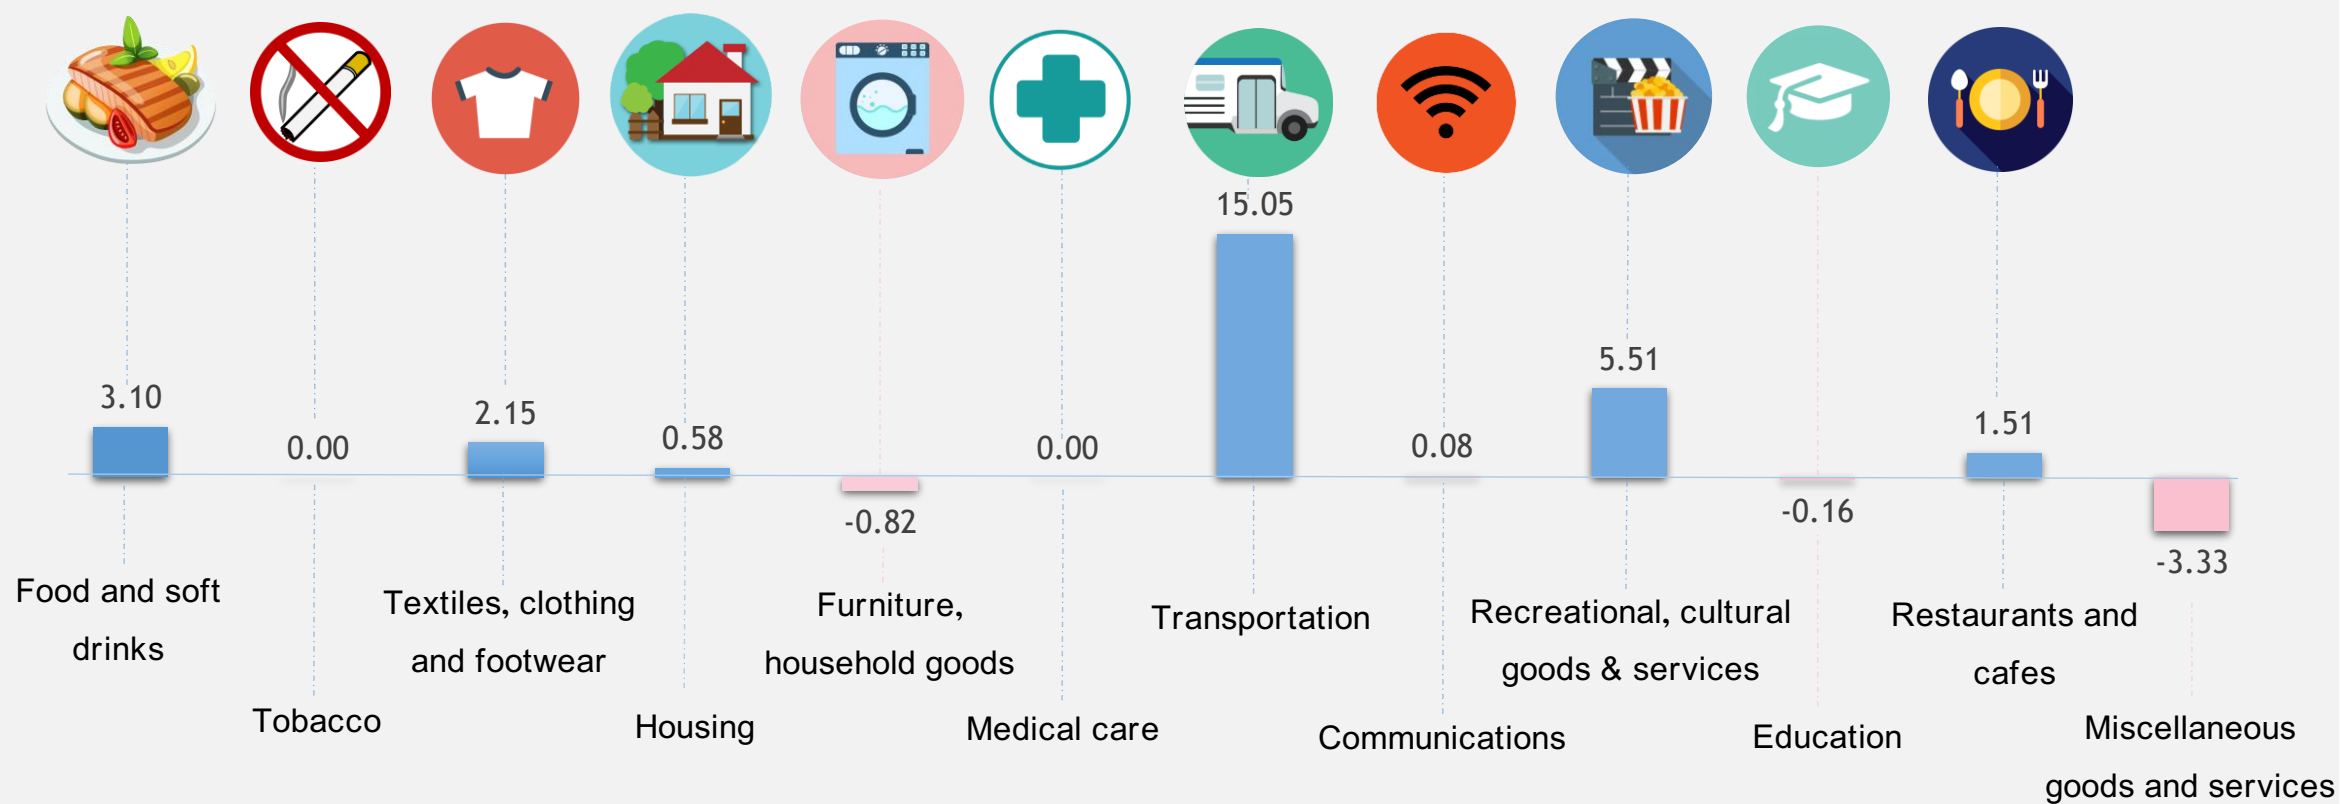 15.05
5.51
3.10
2.15
1.51
0.58
0.00
0.00
0.08
-0.82
-0.16
-3.33
Food and soft
drinks
Tobacco
Textiles, clothing
and footwear
Housing
Furniture,
household goods
Medical care
Transportation
Communications
Recreational, cultural
goods & services
Education
Restaurants and
cafes
Miscellaneous
goods and services